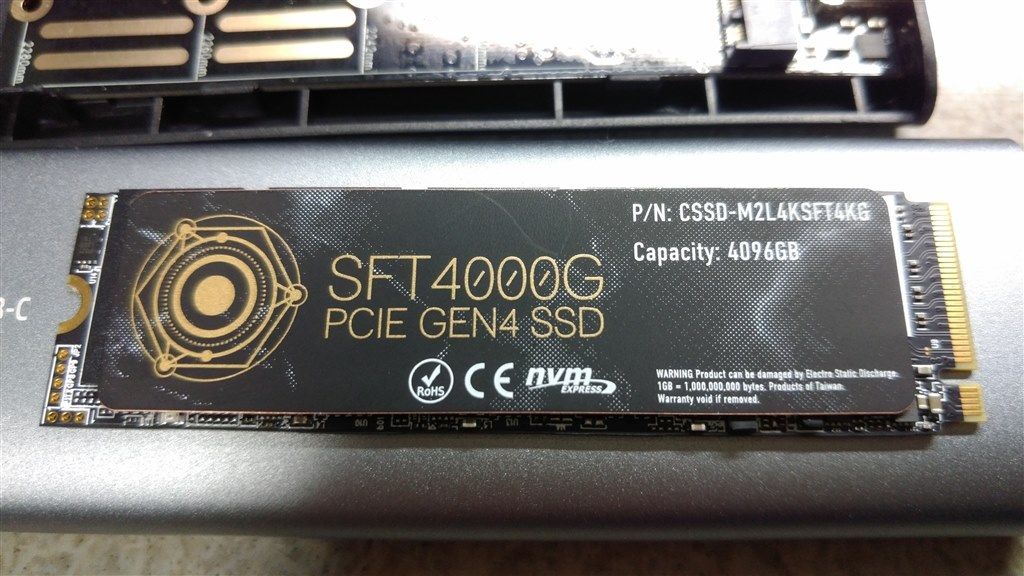 P/N: CSSD-M2L4KSFT4KG
Capacity: 4096GB
SFT4000G
PCIE GEN4 SSD
RoHS
CE
nvm
EXPRESS
WARNING Product can be damaged by Electro Static Discharge.
1GB = 1,000,000,000 bytes. Products of Taiwan.
Warranty void if removed.
-C